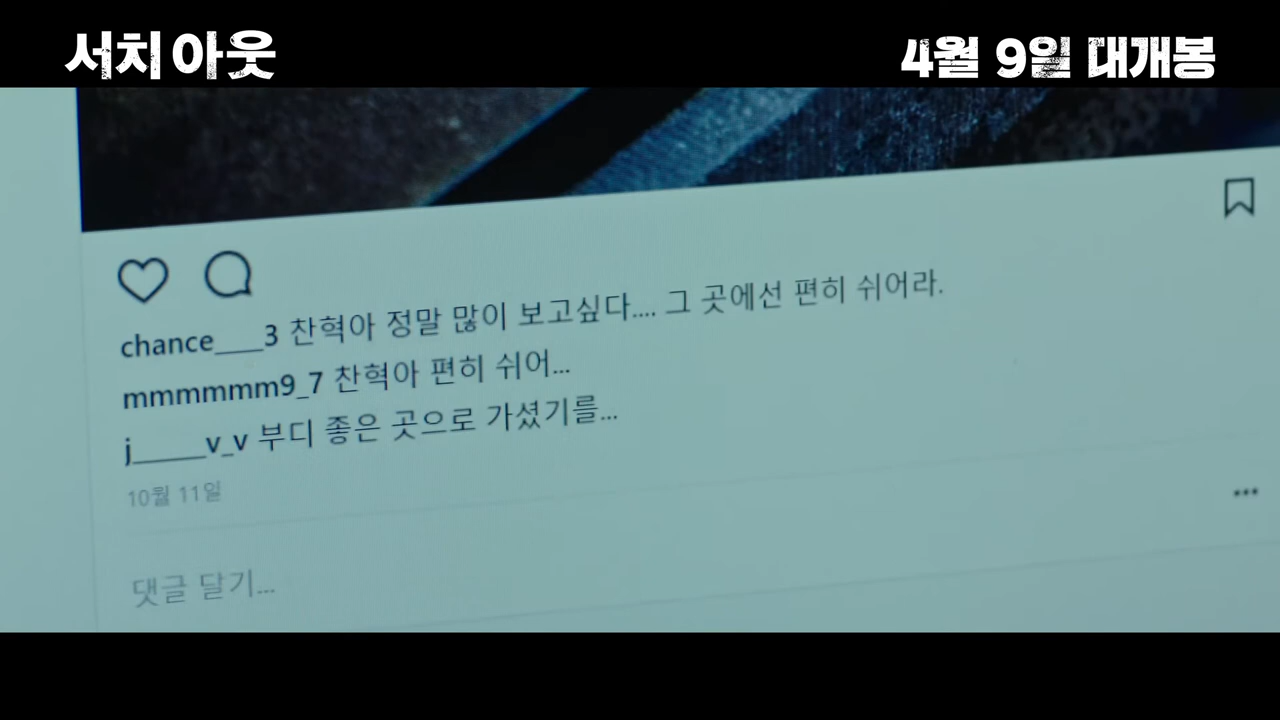 서치 아웃
4월 9일 대개봉
chance___3 찬혁아 정말 많이 보고싶다.... 그 곳에선 편히 쉬어라.
mmmmmm9_7 찬혁아 편히 쉬어...
j_____v_v 부디 좋은 곳으로 가셨기를...
10월 11일
댓글 달기...